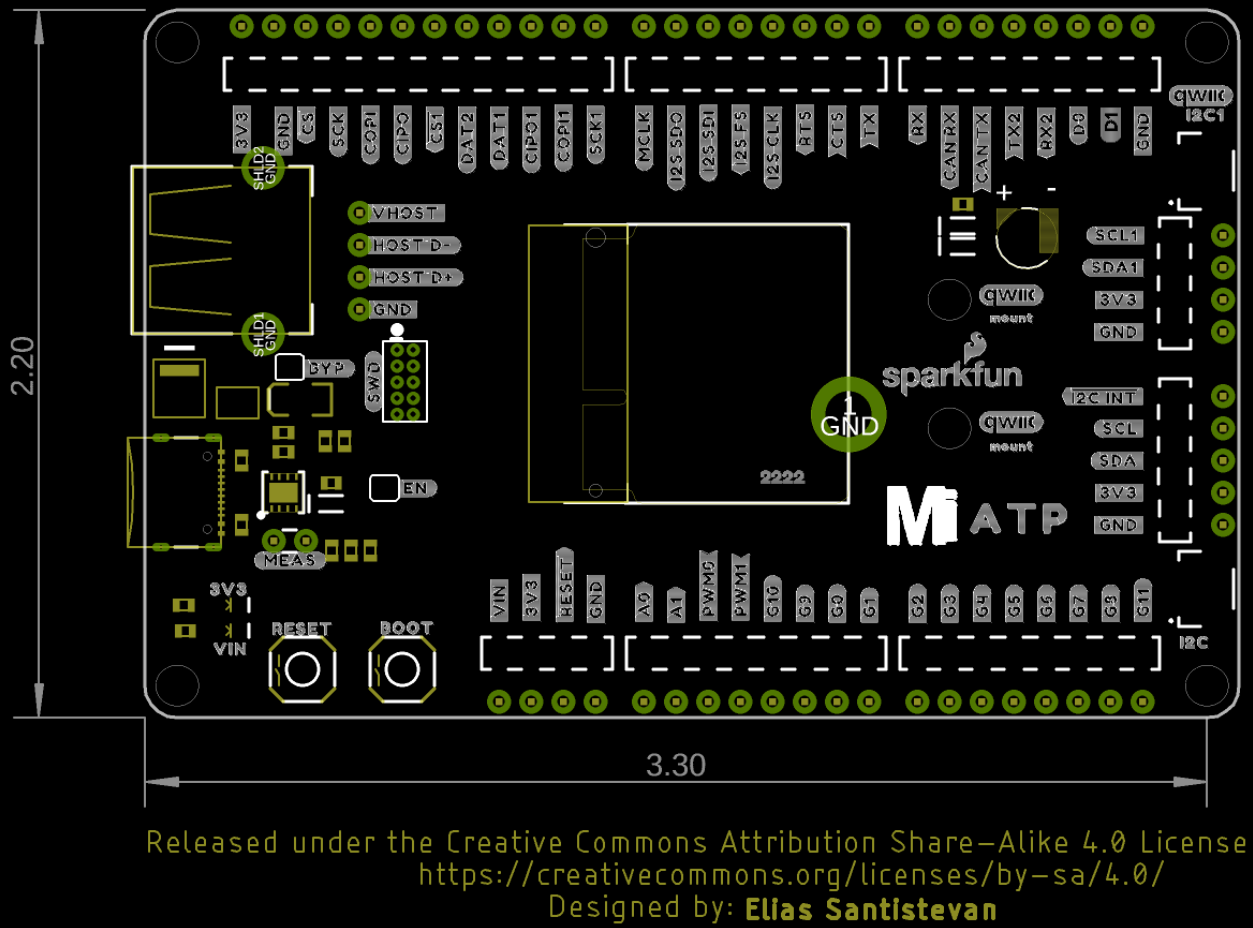 3V3 GND CS SCK COPI CIPO CS1 DAT2 DAT1 CIPO1 COPI1 SCK1 MCLK I2S-SDO I2S-SDI I2S-FS I2S-CLK RTS CTS TX RX CANRX CANTX TX2 RX2 D0 D1 GND
qwiic
I2C1
SHLD2
GND
VHOST
HOST D-
HOST D+
GND
SHLD1
GND
+ -
SCL1
SDA1
3V3
GND
qwiic
mount
sparkfun
2.20
BYP
SWD
1
GND
qwiic
mount
I2C INT
SCL
SDA
3V3
GND
2222
EN
M ATP
MEAS
3V3
VIN
RESET
BOOT
VIN 3V3 RESET GND A0 A1 PWM0 PWM1 G10 G9 G0 G1 G2 G3 G4 G5 G6 G7 G8 G11
I2C
3.30
Released under the Creative Commons Attribution Share-Alike 4.0 License
https://creativecommons.org/licenses/by-sa/4.0/
Designed by: Elias Santistevan